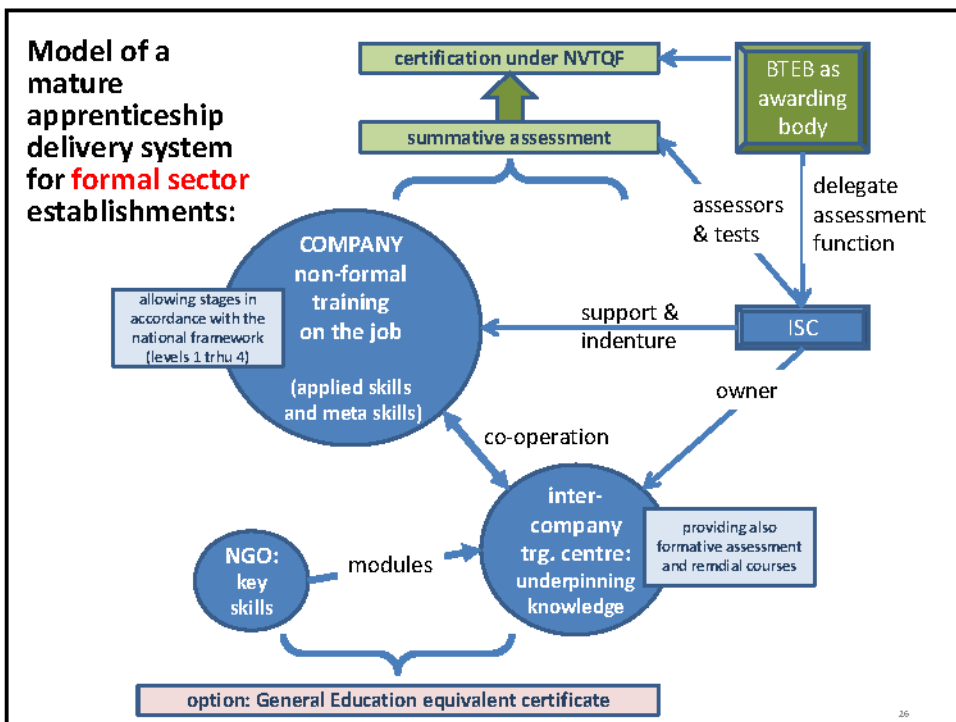 Model of a
mature
apprenticeship
delivery system
for formal sector
establishments:
certification under NVTQF
BTEB as
awarding
body
summative assessment
assessors
& tests
delegate
assessment
function
COMPANY
non-formal
training
on the job
(applied skills
and meta skills)
allowing stages in
accordance with the
national framework
(levels 1 trhu 4)
support &
indenture
ISC
owner
co-operation
inter-
company
trg. centre:
underpinning
knowledge
providing also
formative assessment
and remdial courses
NGO:
key
skills
modules
option: General Education equivalent certificate
26